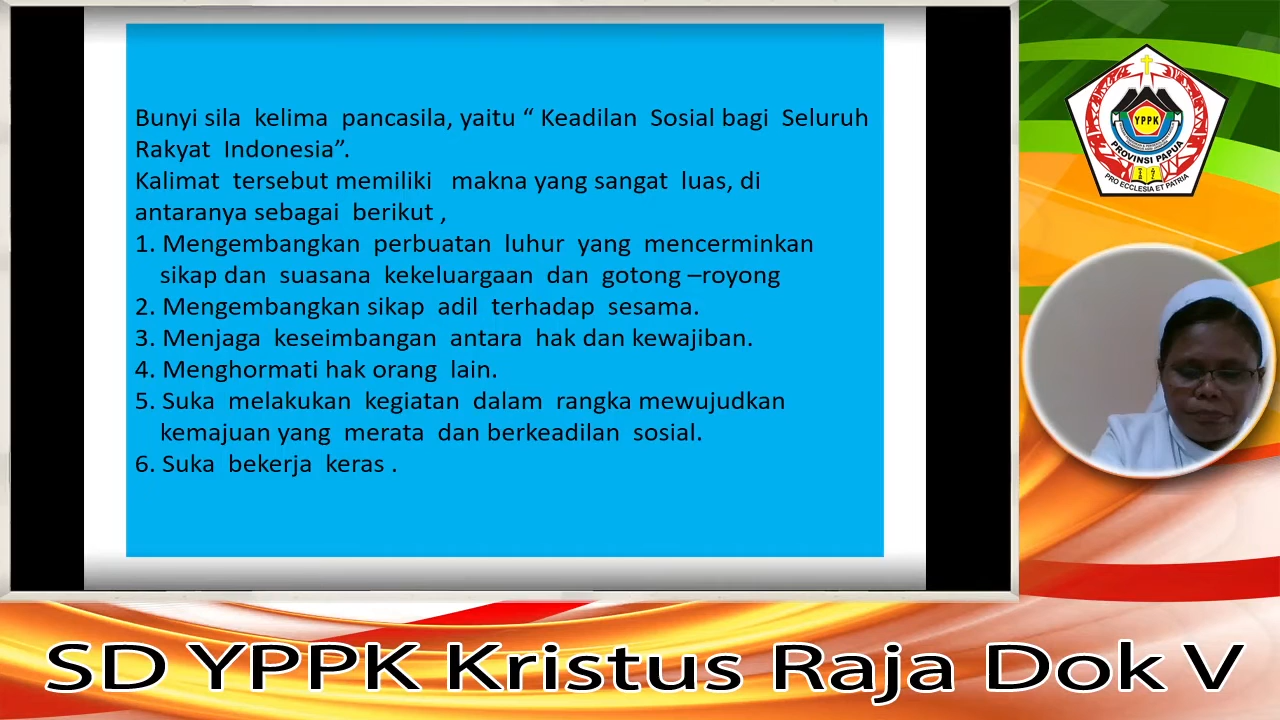 Bunyi sila kelima pancasila, yaitu “ Keadilan Sosial bagi Seluruh
Rakyat Indonesia”.
Kalimat tersebut memiliki makna yang sangat luas, di
antaranya sebagai berikut ,
1. Mengembangkan perbuatan luhur yang mencerminkan
sikap dan suasana kekeluargaan dan gotong –royong
2. Mengembangkan sikap adil terhadap sesama.
3. Menjaga keseimbangan antara hak dan kewajiban.
4. Menghormati hak orang lain.
5. Suka melakukan kegiatan dalam rangka mewujudkan
kemajuan yang merata dan berkeadilan sosial.
6. Suka bekerja keras .
YPPK
PROVINSI PAPUA
PRO ECCLESIA ET PATRIA
SD YPPK Kristus Raja Dok V